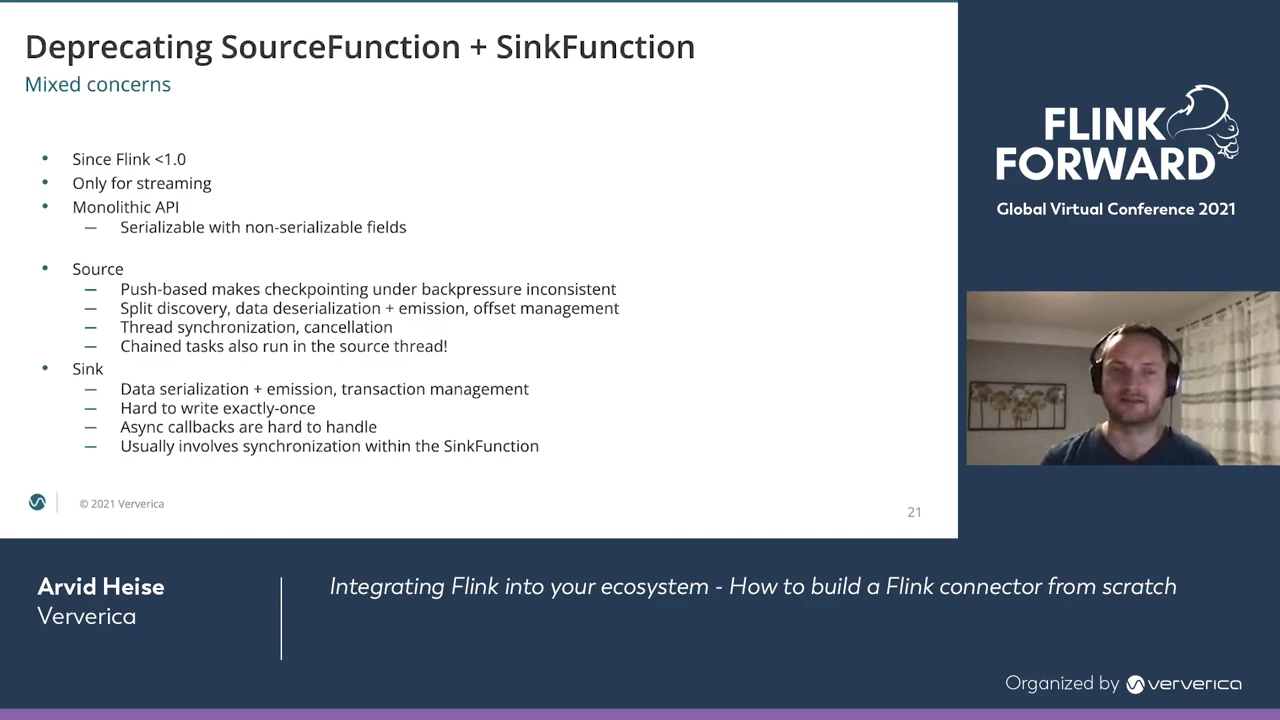 Deprecating SourceFunction + SinkFunction
Mixed concerns
• Since Flink <1.0
• Only for streaming
• Monolithic API
— Serializable with non-serializable fields
• Source
— Push-based makes checkpointing under backpressure inconsistent
— Split discovery, data deserialization + emission, offset management
— Thread synchronization, cancellation
— Chained tasks also run in the source thread!
• Sink
— Data serialization + emission, transaction management
— Hard to write exactly-once
— Async callbacks are hard to handle
— Usually involves synchronization within the SinkFunction
© 2021 Ververica
21
FLINK
FORWARD
Global Virtual Conference 2021
Arvid Heise
Ververica
Integrating Flink into your ecosystem - How to build a Flink connector from scratch
Organized by ververica